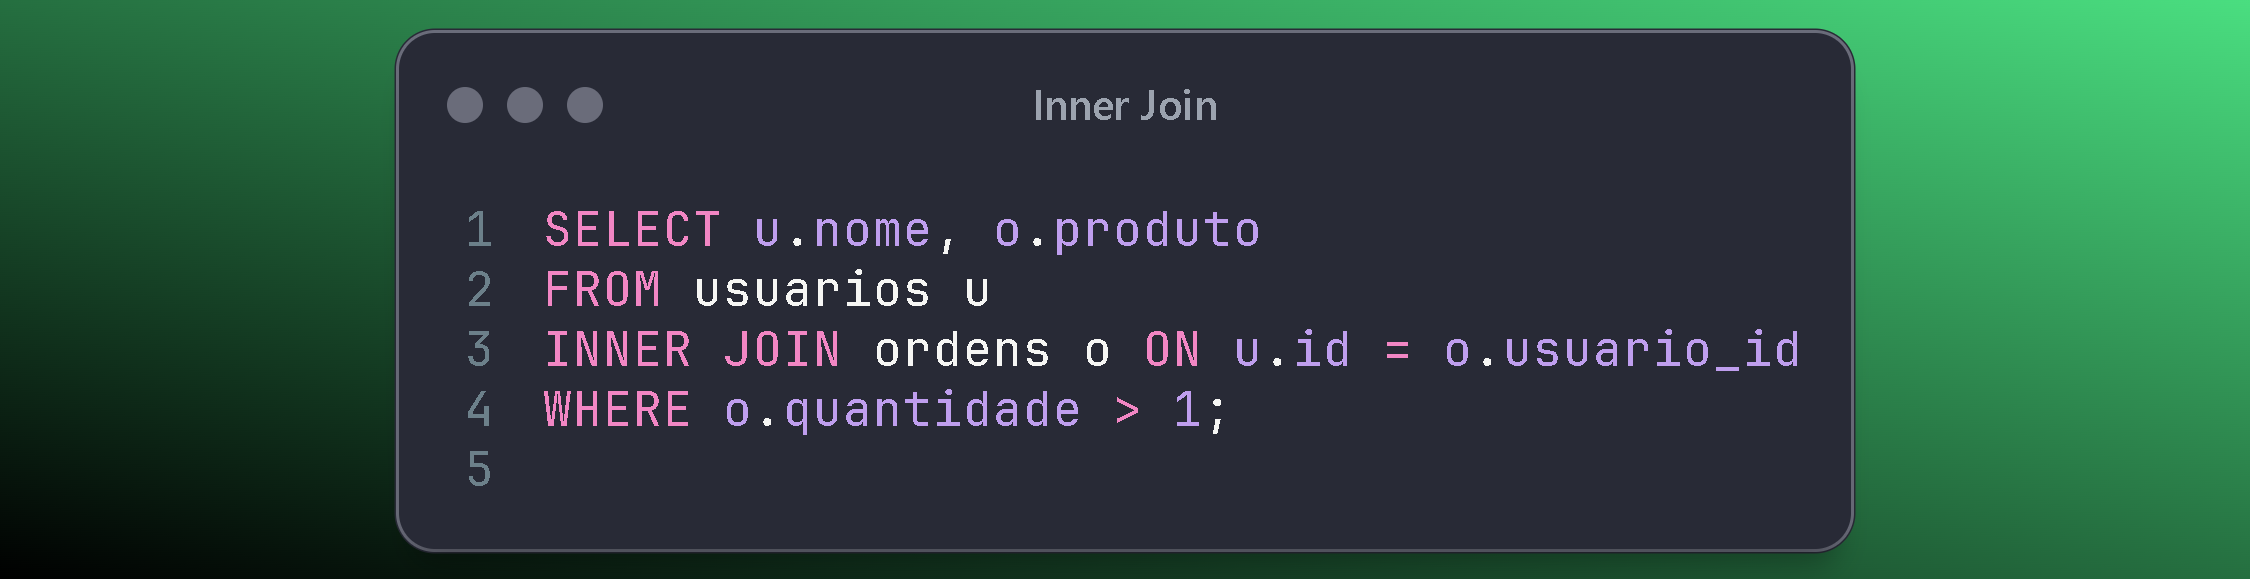 Inner Join
1 SELECT u.nome, o.produto
2 FROM usuarios u
3 INNER JOIN ordens o ON u.id = o.usuario_id
4 WHERE o.quantidade > 1;
5